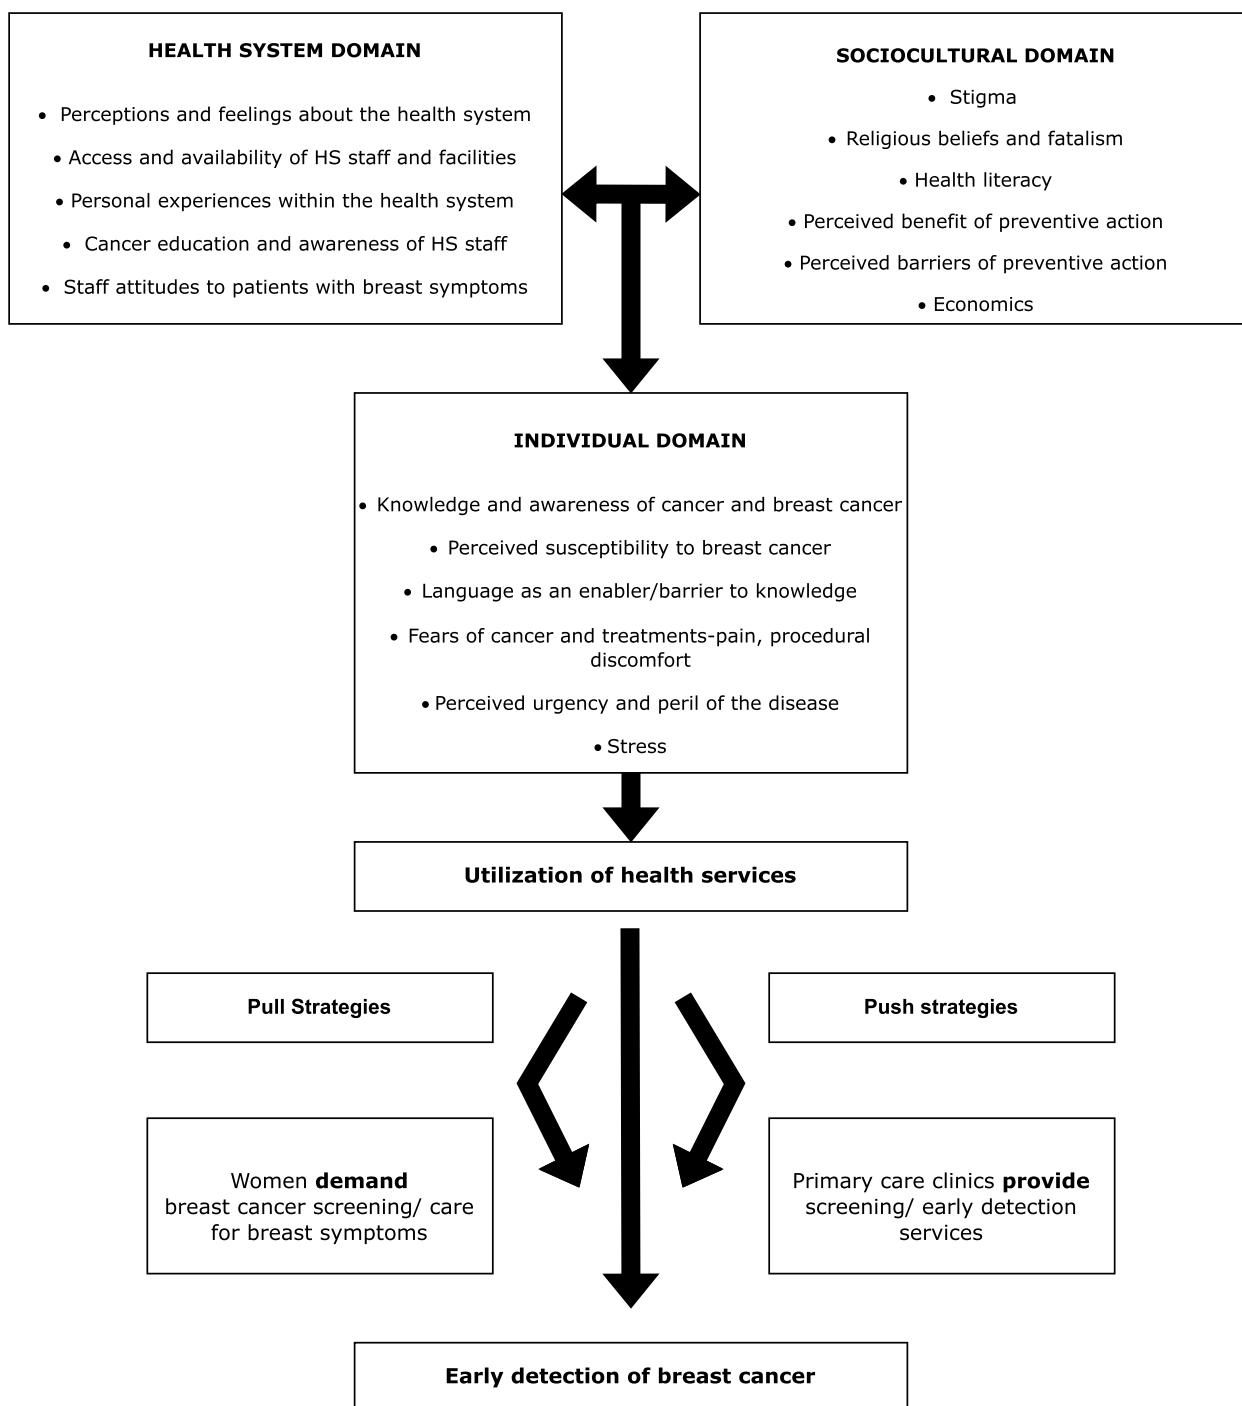 HEALTH SYSTEM DOMAIN
• Perceptions and feelings about the health system
• Access and availability of HS staff and facilities
• Personal experiences within the health system
• Cancer education and awareness of HS staff
• Staff attitudes to patients with breast symptoms
SOCIOCULTURAL DOMAIN
• Stigma
• Religious beliefs and fatalism
• Health literacy
• Perceived benefit of preventive action
• Perceived barriers of preventive action
• Economics
INDIVIDUAL DOMAIN
• Knowledge and awareness of cancer and breast cancer
• Perceived susceptibility to breast cancer
• Language as an enabler/barrier to knowledge
• Fears of cancer and treatments-pain, procedural
discomfort
• Perceived urgency and peril of the disease
• Stress
Utilization of health services
Pull Strategies
Push strategies
Women demand
breast cancer screening/ care
for breast symptoms
Primary care clinics provide
screening/ early detection
services
Early detection of breast cancer